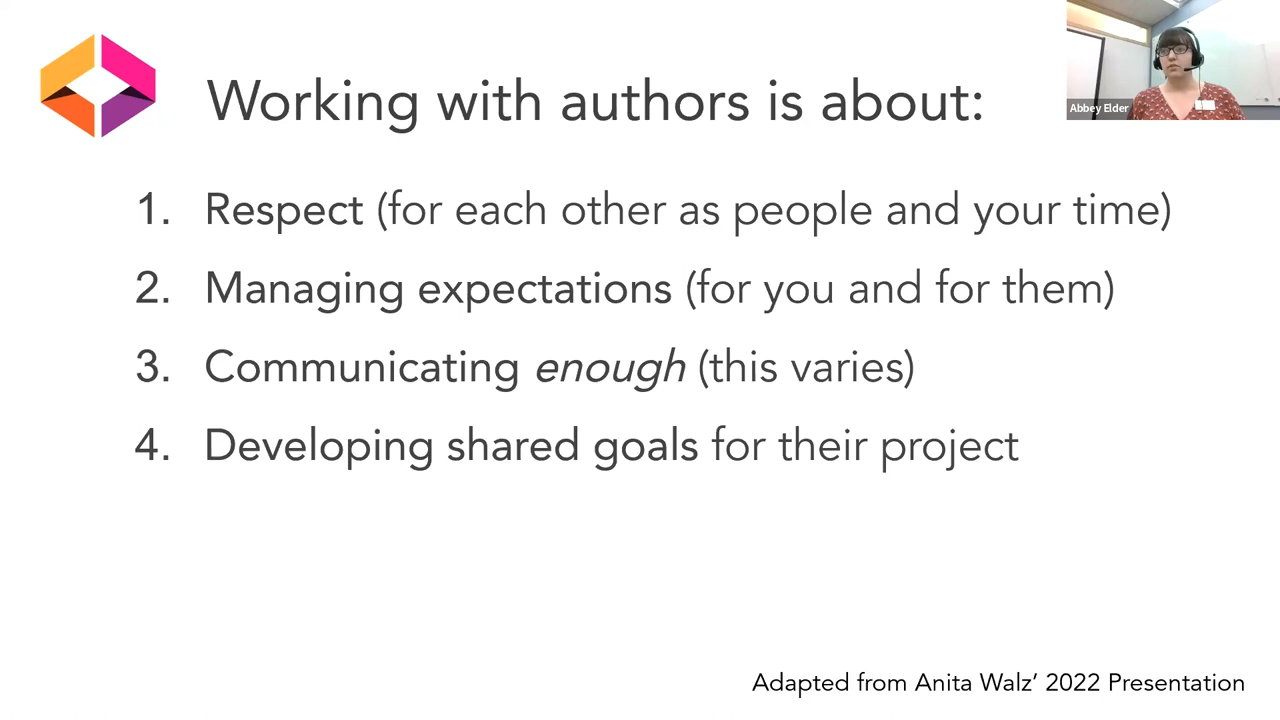 Working with authors is about:
Abbey Elder
1. Respect (for each other as people and your time)
2. Managing expectations (for you and for them)
3. Communicating enough (this varies)
4. Developing shared goals for their project
Adapted from Anita Walz’ 2022 Presentation